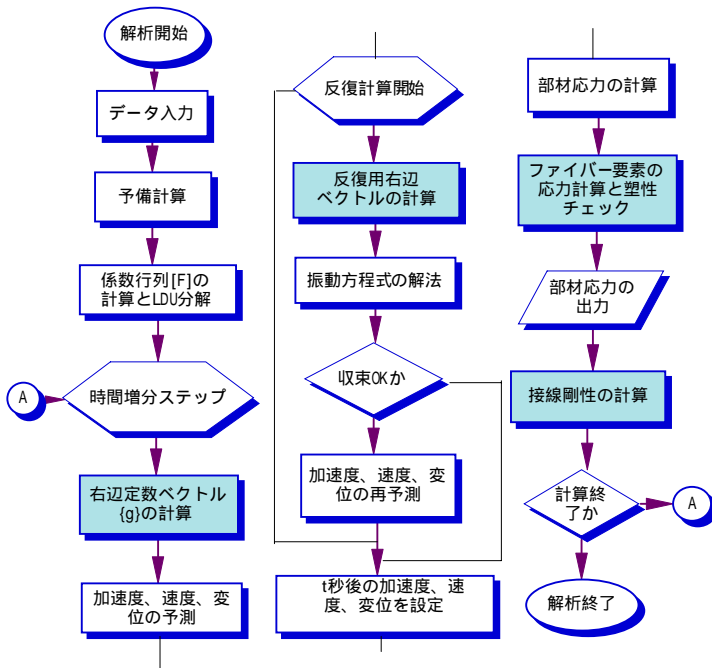 解析開始
データ入力
予備計算
係数行列[F]の
計算とLDU分解
A
時間増分ステップ
右辺定数ベクトル
{g}の計算
加速度、速度、変
位の予測
反復計算開始
反復用右辺
ベクトルの計算
振動方程式の解法
収束OKか
加速度、速度、変
位の再予測
t秒後の加速度、速
度、変位を設定
部材応力の計算
ファイバー要素の
応力計算と塑性
チェック
部材応力の
出力
接線剛性の計算
計算終
了か
A
解析終了